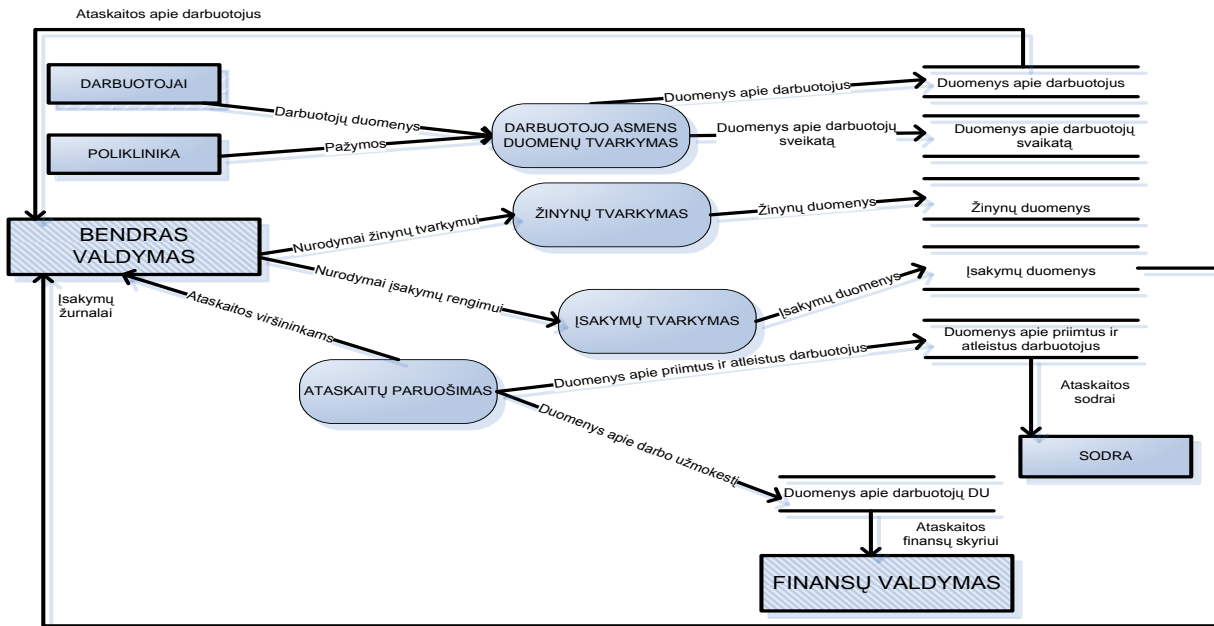 Ataskaitos apie darbuotojus
DARBUOTOJAI
Darbuotojų duomenys
POLIKLINIKA
Pažymos
DARBUOTOJO ASMENS
DUOMENŲ TVARKYMAS
Duomenys apie darbuotojus
Duomenys apie darbuotojus
Duomenys apie darbuotojų
sveikatą
Duomenys apie darbuotojų
svaikatą
BENDRAS
VALDYMAS
Nurodymai žinynų tvarkymui
ŽINYNŲ TVARKYMAS
Žinynų duomenys
Žinynų duomenys
Nurodymai įsakymų rengimui
ĮSAKYMŲ TVARKYMAS
Įsakymų duomenys
Įsakymų duomenys
Įsakymų
žurnalai
Ataskaitos viršininkams
ATASKAITŲ PARUOŠIMAS
Duomenys apie priimtus ir atleistus darbuotojus
Duomenys apie priimtus ir
atleistus darbuotojus
Ataskaitos
sodrai
SODRA
Duomenys apie darbo užmokestį
Duomenys apie darbuotojų DU
Ataskaitos
finansų skyriui
FINANSŲ VALDYMAS